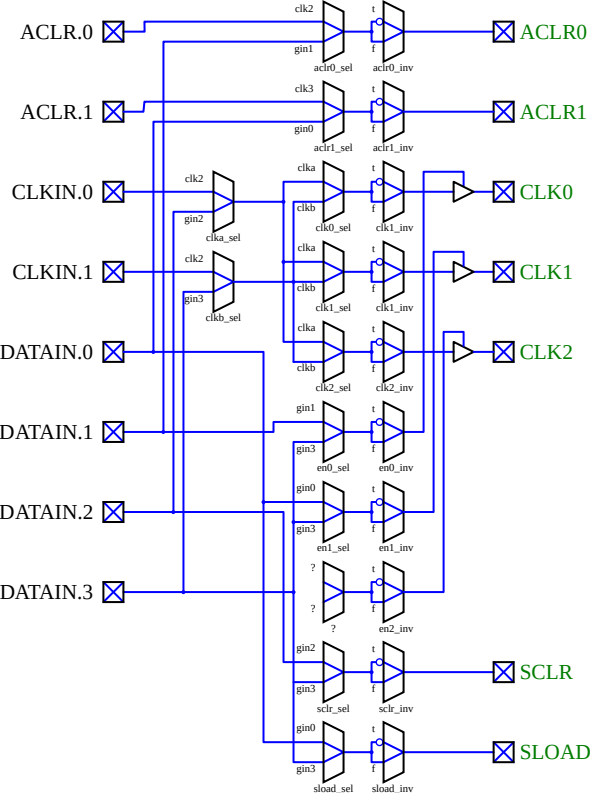 clk2 t
ACLR.0 ACLR0
gin1 f
aclr0_sel aclr0_inv
clk3 t
ACLR.1 ACLR1
gin0 f
aclr1_sel aclr1_inv
clka t
clk2
CLKIN.0 CLK0
clkb f
gin2
clk0_sel clk1_inv
clka_sel
clka t
clk2
CLKIN.1 CLK1
clkb f
gin3
clk1_sel clk1_inv
clkb_sel
clka t
DATAIN.0 CLK2
clkb f
clk2_sel clk2_inv
gin1 t
DATAIN.1
gin3 f
en0_sel en0_inv
gin0 t
DATAIN.2
gin3 f
en1_sel en1_inv
? t
DATAIN.3
? f
? en2_inv
gin2 t
SCLR
gin3 f
sclr_sel sclr_inv
gin0 t
SLOAD
gin3 f
sload_sel sload_inv